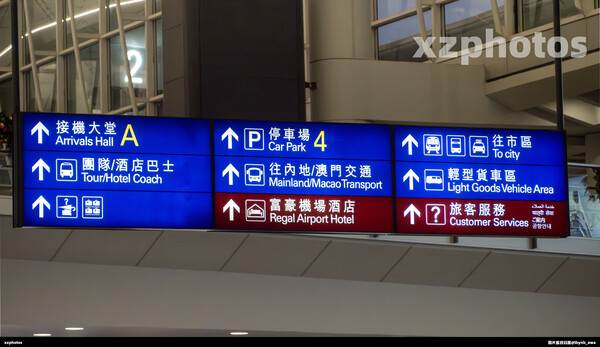 xzphotos
接機大堂 A
Arrivals Hall
團隊/酒店巴士
Tour/Hotel Coach
P 停車場 4
Car Park
往內地/澳門交通
Mainland/Macao Transport
富豪機場酒店
Regal Airport Hotel
往市區
To city
輕型貨車區
Light Goods Vehicle Area
? 旅客服務
Customer Services
2
xzphotos